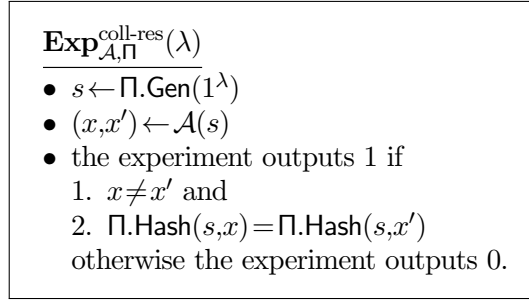 Exp^{coll-res}_{𝒜,Π}(λ)
• s←Π.Gen(1^λ)
• (x,x′)←𝒜(s)
• the experiment outputs 1 if
1. x≠x′ and
2. Π.Hash(s,x)=Π.Hash(s,x′)
otherwise the experiment outputs 0.